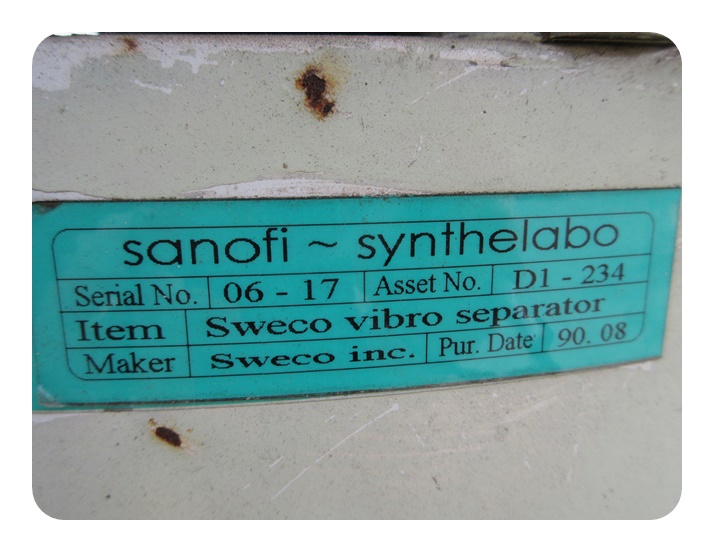 sanofi ~ synthelabo
Serial No. 06 - 17 Asset No. D1 - 234
Item Sweco vibro separator
Maker Sweco inc. Pur. Date 90. 08